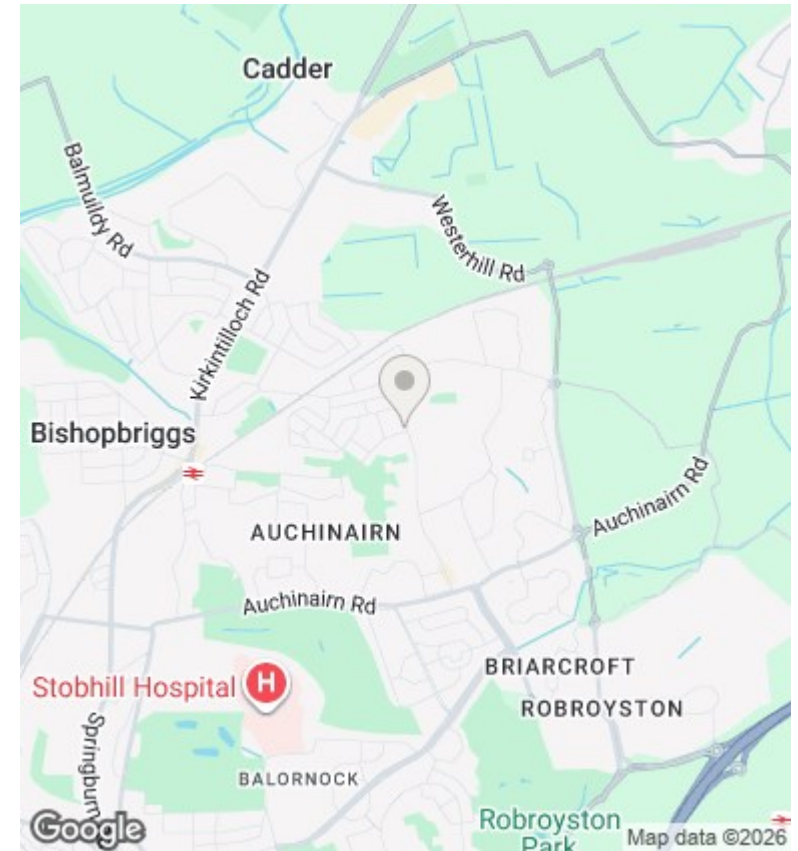 Cadder
Balmuildy Rd
Westerhill Rd
Kirkintilloch Rd
Bishopbriggs
AUCHINAIRN
Auchinairn Rd
Auchinairn Rd
BRIARCROFT
Stobhill Hospital
H
ROBROYSTON
Springburn
BALORNOCK
Robroyston
Park
Google
Map data ©2026